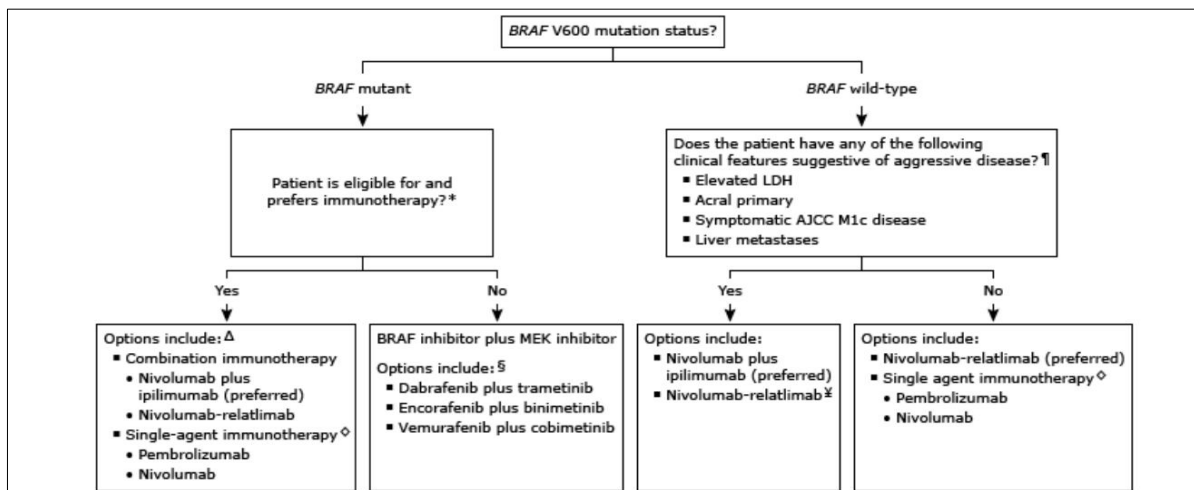 BRAF V600 mutation status?
BRAF mutant
BRAF wild-type
Patient is eligible for and
prefers immunotherapy?*
Does the patient have any of the following
clinical features suggestive of aggressive disease?¶
▪ Elevated LDH
▪ Acral primary
▪ Symptomatic AJCC M1c disease
▪ Liver metastases
Yes
No
Yes
No
Options include:Δ
▪ Combination immunotherapy
• Nivolumab plus
ipilimumab (preferred)
• Nivolumab-relatlimab
▪ Single-agent immunotherapy◇
• Pembrolizumab
• Nivolumab
BRAF inhibitor plus MEK inhibitor
Options include:§
▪ Dabrafenib plus trametinib
▪ Encorafenib plus binimetinib
▪ Vemurafenib plus cobimetinib
Options include:
▪ Nivolumab plus
ipilimumab (preferred)
▪ Nivolumab-relatlimab¥
Options include:
▪ Nivolumab-relatlimab (preferred)
▪ Single agent immunotherapy◇
• Pembrolizumab
• Nivolumab